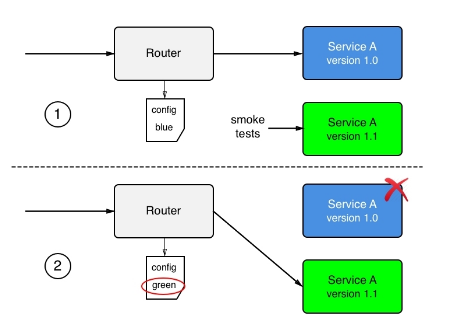 Router
Service A
version 1.0
config
blue
1
smoke
tests
Service A
version 1.1
Router
Service A
version 1.0
2
config
green
Service A
version 1.1